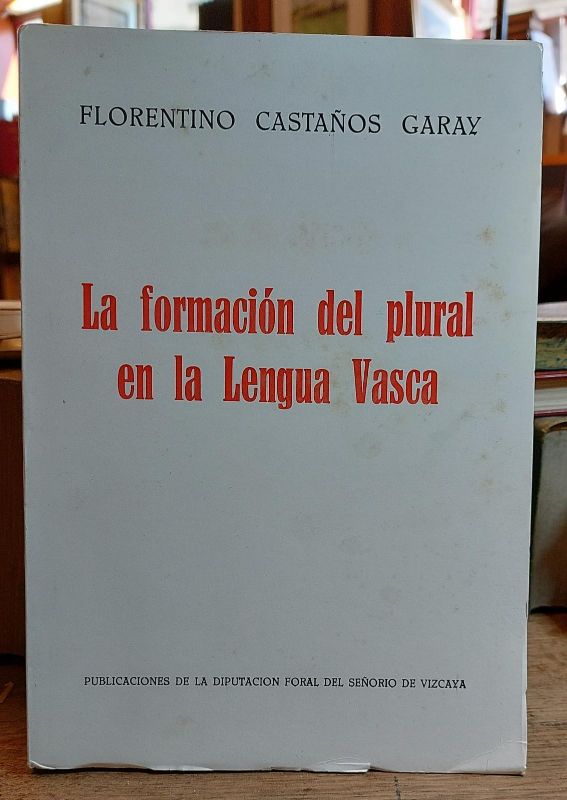 FLORENTINO CASTAÑOS GARAY
La formación del plural
en la Lengua Vasca
PUBLICACIONES DE LA DIPUTACION FORAL DEL SEÑORIO DE VIZCAYA